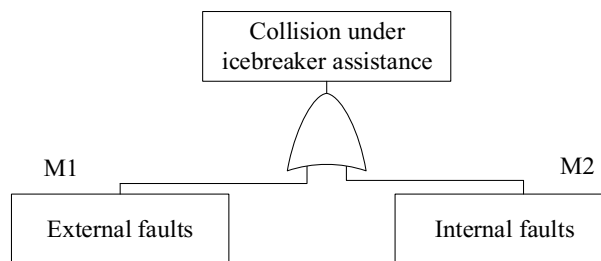 Collision under
icebreaker assistance
M1
M2
External faults
Internal faults